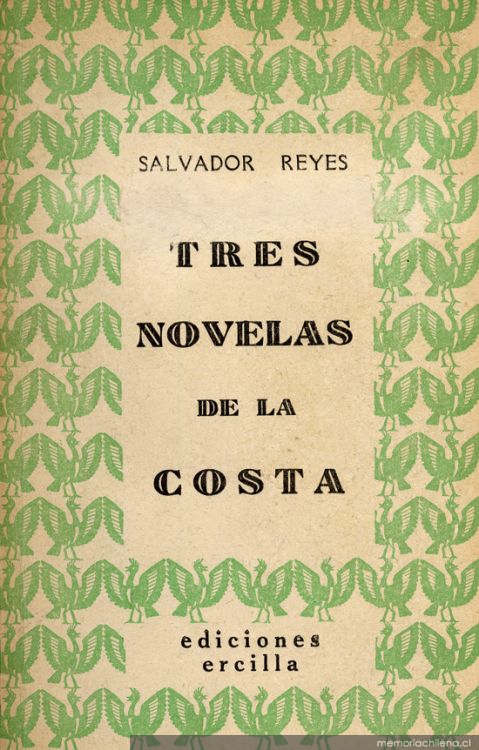 SALVADOR REYES
TRES
NOVELAS
DE LA
COSTA
ediciones
ercilla
memoriachilena.cl